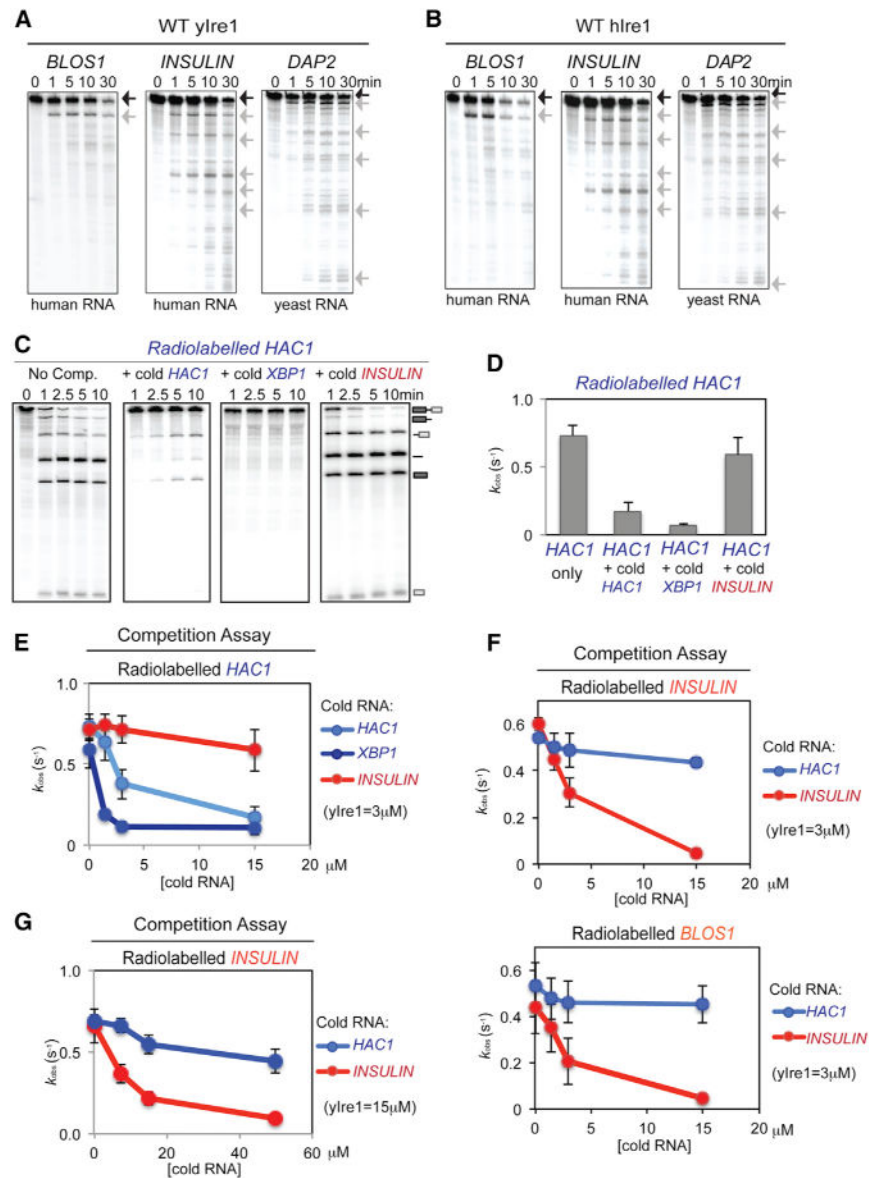 A
WT yIre1
BLOS1 INSULIN DAP2
0 1 5 10 30 0 1 5 10 30 0 1 5 10 30min
human RNA human RNA yeast RNA
B
WT hIre1
BLOS1 INSULIN DAP2
0 1 5 10 30 0 1 5 10 30 0 1 5 10 30min
human RNA human RNA yeast RNA
C
Radiolabelled HAC1
No Comp. + cold HAC1 + cold XBP1 + cold INSULIN
0 1 2.5 5 10 1 2.5 5 10 1 2.5 5 10 1 2.5 5 10min
D
Radiolabelled HAC1
kobs (s-1)
1.0
0.5
0
HAC1 HAC1 HAC1 HAC1
only + cold + cold + cold
HAC1 XBP1 INSULIN
E
Competition Assay
Radiolabelled HAC1
kobs (s-1)
1.0
0.5
0
0 5 10 15 20 μM
[cold RNA]
Cold RNA:
HAC1
XBP1
INSULIN
(yIre1=3μM)
F
Competition Assay
Radiolabelled INSULIN
kobs (s-1)
0.6
0.4
0.2
0
0 5 10 15 20 μM
[cold RNA]
Cold RNA:
HAC1
INSULIN
(yIre1=3μM)
Radiolabelled BLOS1
kobs (s-1)
0.6
0.4
0.2
0
0 5 10 15 20 μM
[cold RNA]
Cold RNA:
HAC1
INSULIN
(yIre1=3μM)
G
Competition Assay
Radiolabelled INSULIN
kobs (s-1)
1.0
0.5
0.0
0 20 40 60 μM
[cold RNA]
Cold RNA:
HAC1
INSULIN
(yIre1=15μM)